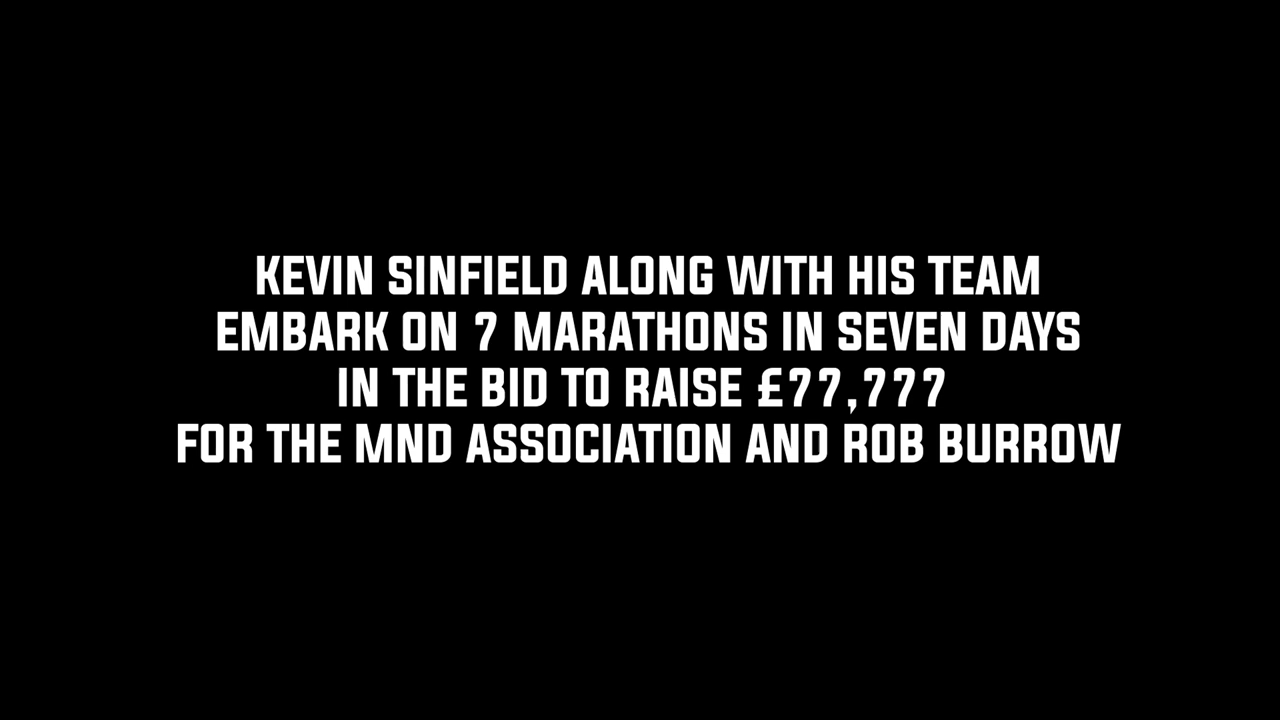 KEVIN SINFIELD ALONG WITH HIS TEAM
EMBARK ON 7 MARATHONS IN SEVEN DAYS
IN THE BID TO RAISE £77,777
FOR THE MND ASSOCIATION AND ROB BURROW